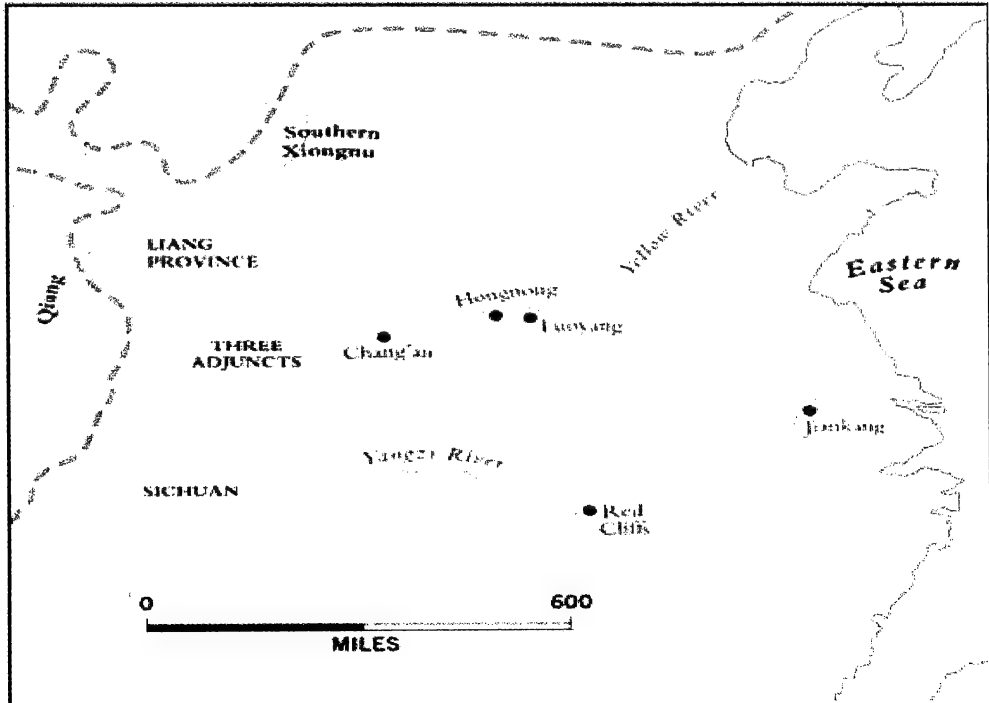 Southern
Xiongnu
Yellow River
LIANG
PROVINCE
Qiang
Eastern
Sea
Hongnong
Luoyang
THREE
ADJUNCTS
Chang'an
Jiankang
Yangzi River
SICHUAN
Red
Cliffs
0 600
MILES